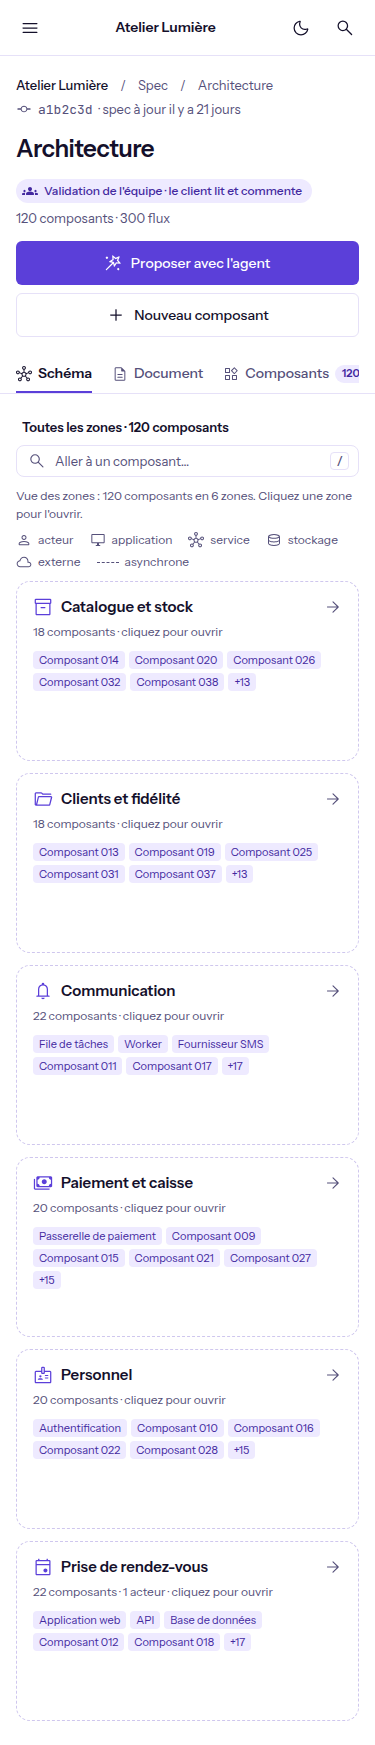 Atelier Lumière
Atelier Lumière / Spec / Architecture
a1b2c3d · spec à jour il y a 21 jours
Architecture
Validation de l'équipe · le client lit et commente
120 composants · 300 flux
Proposer avec l'agent
Nouveau composant
Schéma Document Composants 120
Toutes les zones · 120 composants
Aller à un composant... /
Vue des zones : 120 composants en 6 zones. Cliquez une zone
pour l'ouvrir.
acteur application service stockage
externe asynchrone
Catalogue et stock
18 composants · cliquez pour ouvrir
Composant 014 Composant 020 Composant 026
Composant 032 Composant 038 +13
Clients et fidélité
18 composants · cliquez pour ouvrir
Composant 013 Composant 019 Composant 025
Composant 031 Composant 037 +13
Communication
22 composants · cliquez pour ouvrir
File de tâches Worker Fournisseur SMS
Composant 011 Composant 017 +17
Paiement et caisse
20 composants · cliquez pour ouvrir
Passerelle de paiement Composant 009
Composant 015 Composant 021 Composant 027
+15
Personnel
20 composants · cliquez pour ouvrir
Authentification Composant 010 Composant 016
Composant 022 Composant 028 +15
Prise de rendez-vous
22 composants · 1 acteur · cliquez pour ouvrir
Application web API Base de données
Composant 012 Composant 018 +17